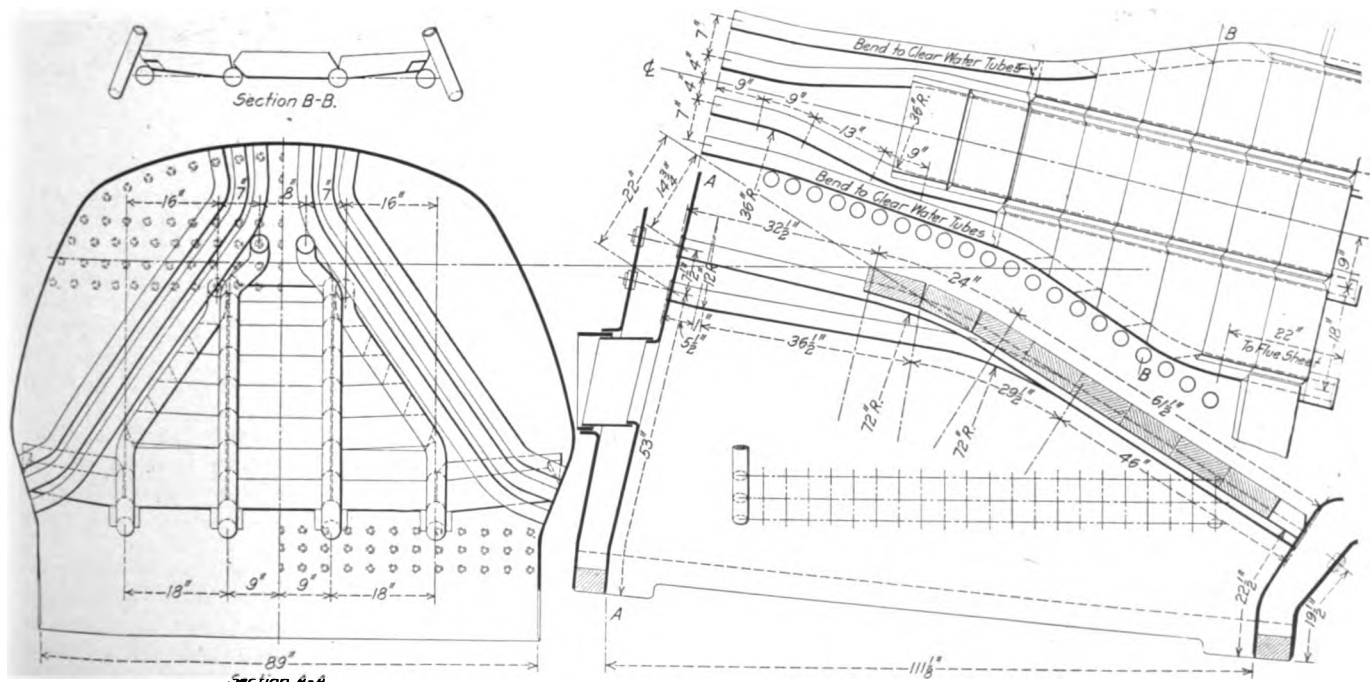 Section B-B.
16"
7"
8"
7"
16"
18"
9"
9"
18"
89"
Section A-A
7"
4"
4"
7"
℄
Bend to Clear Water Tubes
B
9"
9"
13"
9"
36"R.
36"R.
22"
14¾"
A
Bend to Clear Water Tubes
32½"
24"
12"R.
5½"
36½"
72"R.
72"R.
29½"
46"
61½"
B
22"
To Flue Sheet
9"
18"
53"
A
22½"
19½"
111⅛"